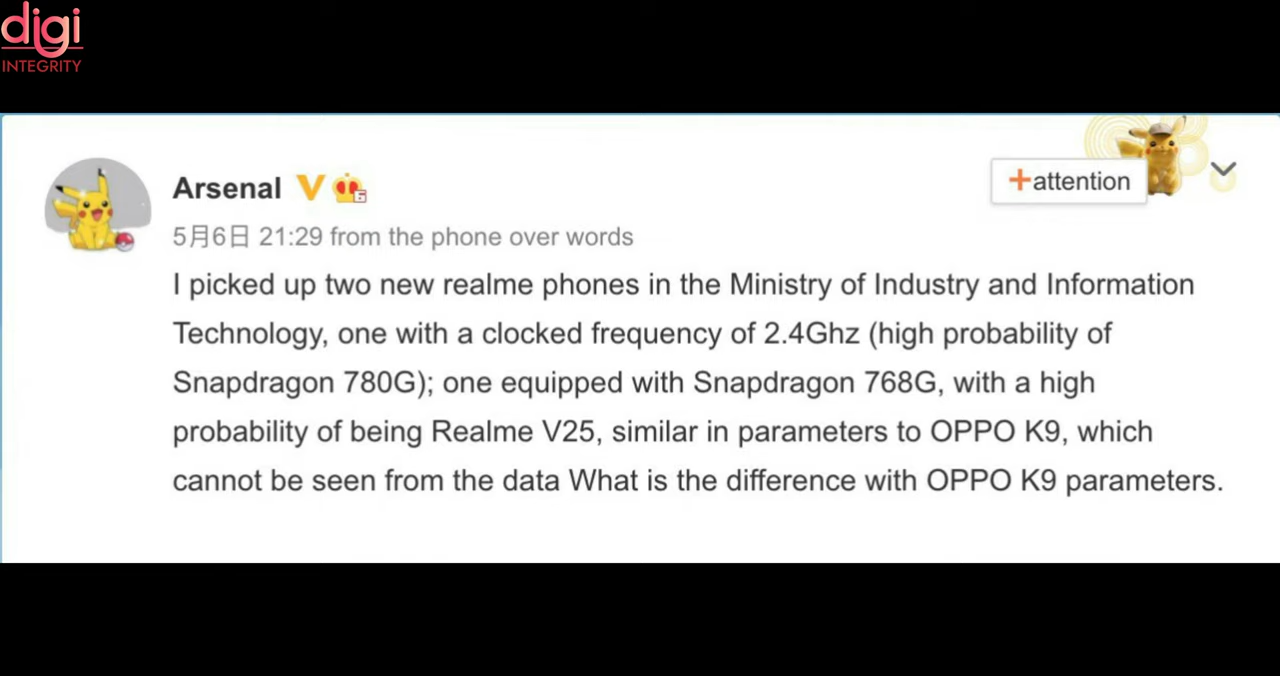 digi
INTEGRITY
Arsenal V
+attention
5月6日 21:29 from the phone over words
I picked up two new realme phones in the Ministry of Industry and Information
Technology, one with a clocked frequency of 2.4Ghz (high probability of
Snapdragon 780G); one equipped with Snapdragon 768G, with a high
probability of being Realme V25, similar in parameters to OPPO K9, which
cannot be seen from the data What is the difference with OPPO K9 parameters.